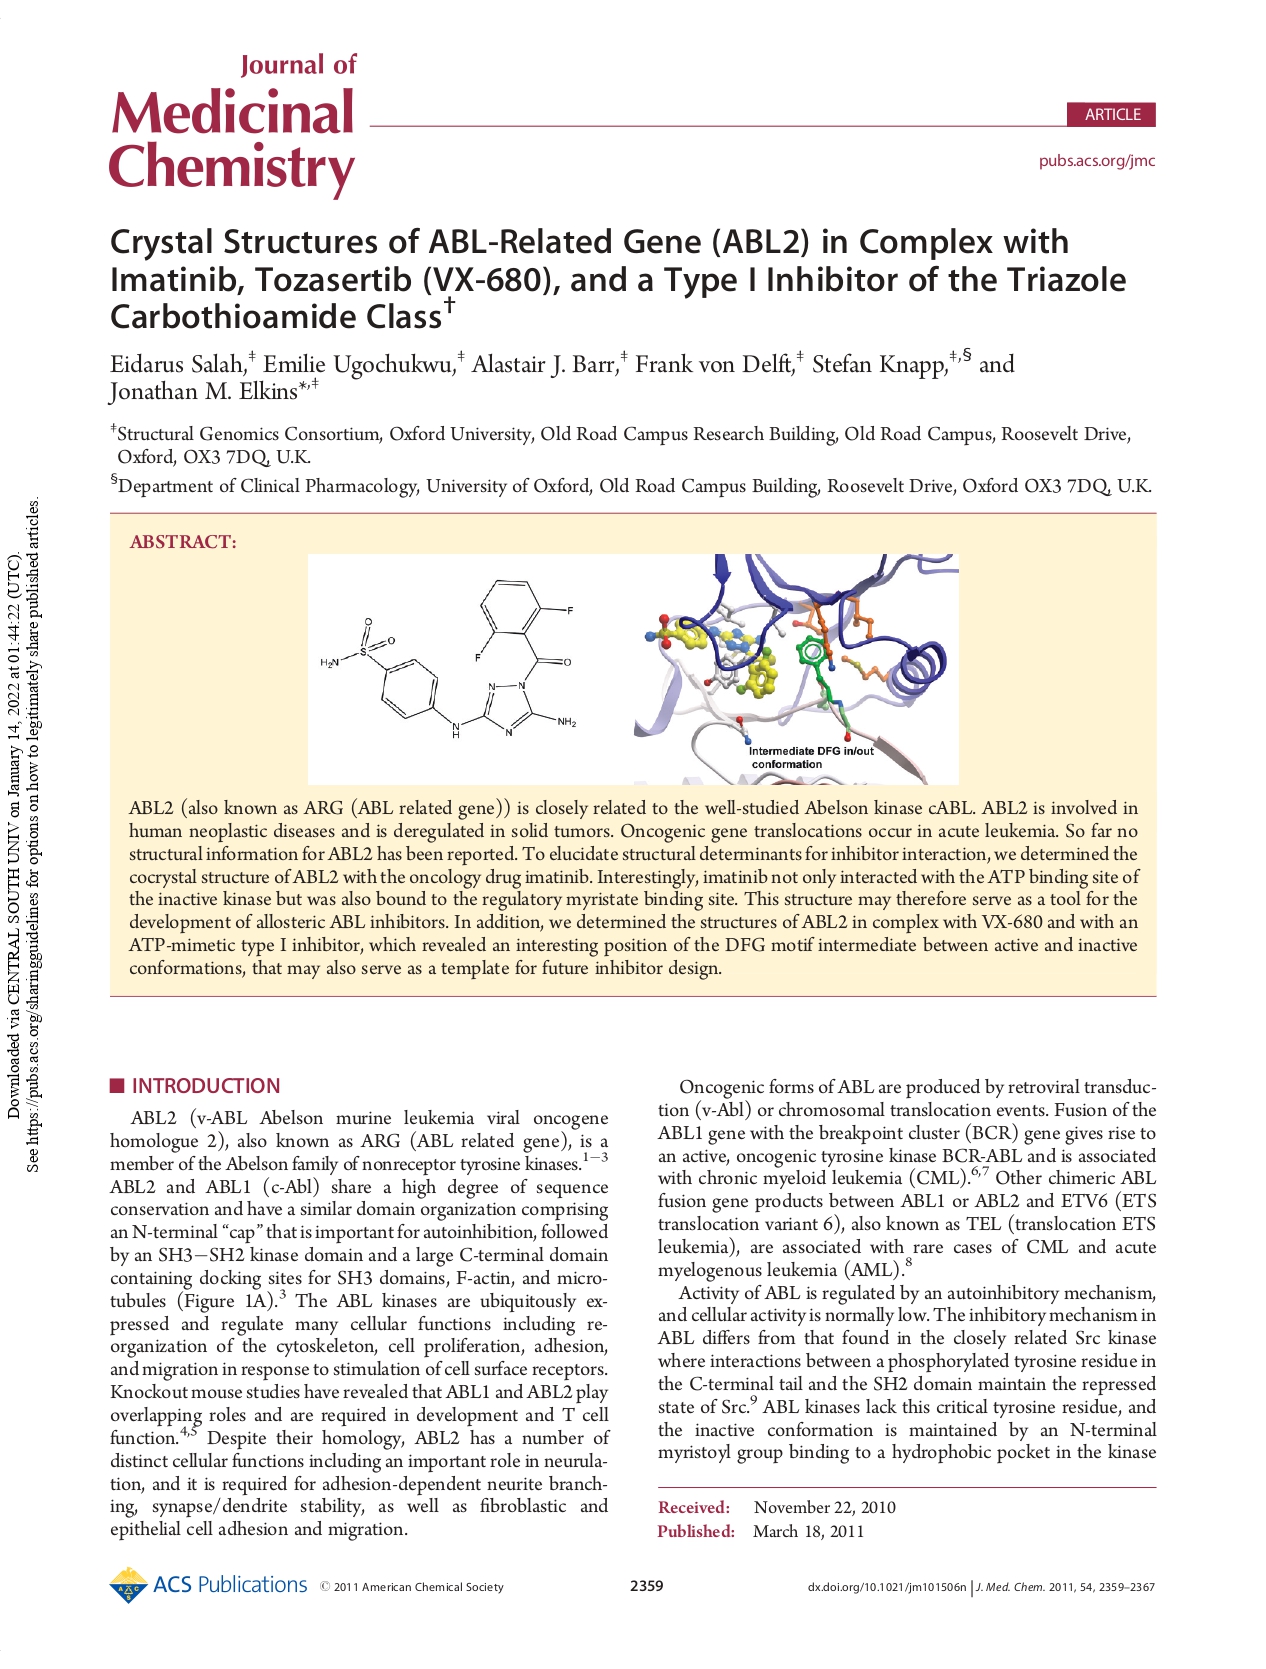 Journal of
Medicinal
Chemistry
ARTICLE
pubs.acs.org/jmc
Crystal Structures of ABL-Related Gene (ABL2) in Complex with
Imatinib, Tozasertib (VX-680), and a Type I Inhibitor of the Triazole
Carbothioamide Class†
Eidarus Salah,‡ Emilie Ugochukwu,‡ Alastair J. Barr,‡ Frank von Delft,‡ Stefan Knapp,‡,§ and
Jonathan M. Elkins*,‡
‡Structural Genomics Consortium, Oxford University, Old Road Campus Research Building, Old Road Campus, Roosevelt Drive,
Oxford, OX3 7DQ, U.K.
§Department of Clinical Pharmacology, University of Oxford, Old Road Campus Building, Roosevelt Drive, Oxford OX3 7DQ, U.K.
ABSTRACT:
F
O
O
S
H2N
F
O
N
N
N
NH2
N
H
Intermediate DFG in/out
conformation
ABL2 (also known as ARG (ABL related gene)) is closely related to the well-studied Abelson kinase cABL. ABL2 is involved in
human neoplastic diseases and is deregulated in solid tumors. Oncogenic gene translocations occur in acute leukemia. So far no
structural information for ABL2 has been reported. To elucidate structural determinants for inhibitor interaction, we determined the
cocrystal structure of ABL2 with the oncology drug imatinib. Interestingly, imatinib not only interacted with the ATP binding site of
the inactive kinase but was also bound to the regulatory myristate binding site. This structure may therefore serve as a tool for the
development of allosteric ABL inhibitors. In addition, we determined the structures of ABL2 in complex with VX-680 and with an
ATP-mimetic type I inhibitor, which revealed an interesting position of the DFG motif intermediate between active and inactive
conformations, that may also serve as a template for future inhibitor design.
■ INTRODUCTION
ABL2 (v-ABL Abelson murine leukemia viral oncogene
homologue 2), also known as ARG (ABL related gene), is a
member of the Abelson family of nonreceptor tyrosine kinases.1−3
ABL2 and ABL1 (c-Abl) share a high degree of sequence
conservation and have a similar domain organization comprising
an N-terminal “cap” that is important for autoinhibition, followed
by an SH3−SH2 kinase domain and a large C-terminal domain
containing docking sites for SH3 domains, F-actin, and micro-
tubules (Figure 1A).3 The ABL kinases are ubiquitously ex-
pressed and regulate many cellular functions including re-
organization of the cytoskeleton, cell proliferation, adhesion,
and migration in response to stimulation of cell surface receptors.
Knockout mouse studies have revealed that ABL1 and ABL2 play
overlapping roles and are required in development and T cell
function.4,5 Despite their homology, ABL2 has a number of
distinct cellular functions including an important role in neurula-
tion, and it is required for adhesion-dependent neurite branch-
ing, synapse/dendrite stability, as well as fibroblastic and
epithelial cell adhesion and migration.
Oncogenic forms of ABL are produced by retroviral transduc-
tion (v-Abl) or chromosomal translocation events. Fusion of the
ABL1 gene with the breakpoint cluster (BCR) gene gives rise to
an active, oncogenic tyrosine kinase BCR-ABL and is associated
with chronic myeloid leukemia (CML).6,7 Other chimeric ABL
fusion gene products between ABL1 or ABL2 and ETV6 (ETS
translocation variant 6), also known as TEL (translocation ETS
leukemia), are associated with rare cases of CML and acute
myelogenous leukemia (AML).8
Activity of ABL is regulated by an autoinhibitory mechanism,
and cellular activity is normally low. The inhibitory mechanism in
ABL differs from that found in the closely related Src kinase
where interactions between a phosphorylated tyrosine residue in
the C-terminal tail and the SH2 domain maintain the repressed
state of Src.9 ABL kinases lack this critical tyrosine residue, and
the inactive conformation is maintained by an N-terminal
myristoyl group binding to a hydrophobic pocket in the kinase
Received: November 22, 2010
Published: March 18, 2011
ACS Publications © 2011 American Chemical Society
2359
dx.doi.org/10.1021/jm101506n | J. Med. Chem. 2011, 54, 2359–2367
Downloaded via CENTRAL SOUTH UNIV on January 14, 2022 at 01:44:22 (UTC).
See https://pubs.acs.org/sharingguidelines for options on how to legitimately share published articles.